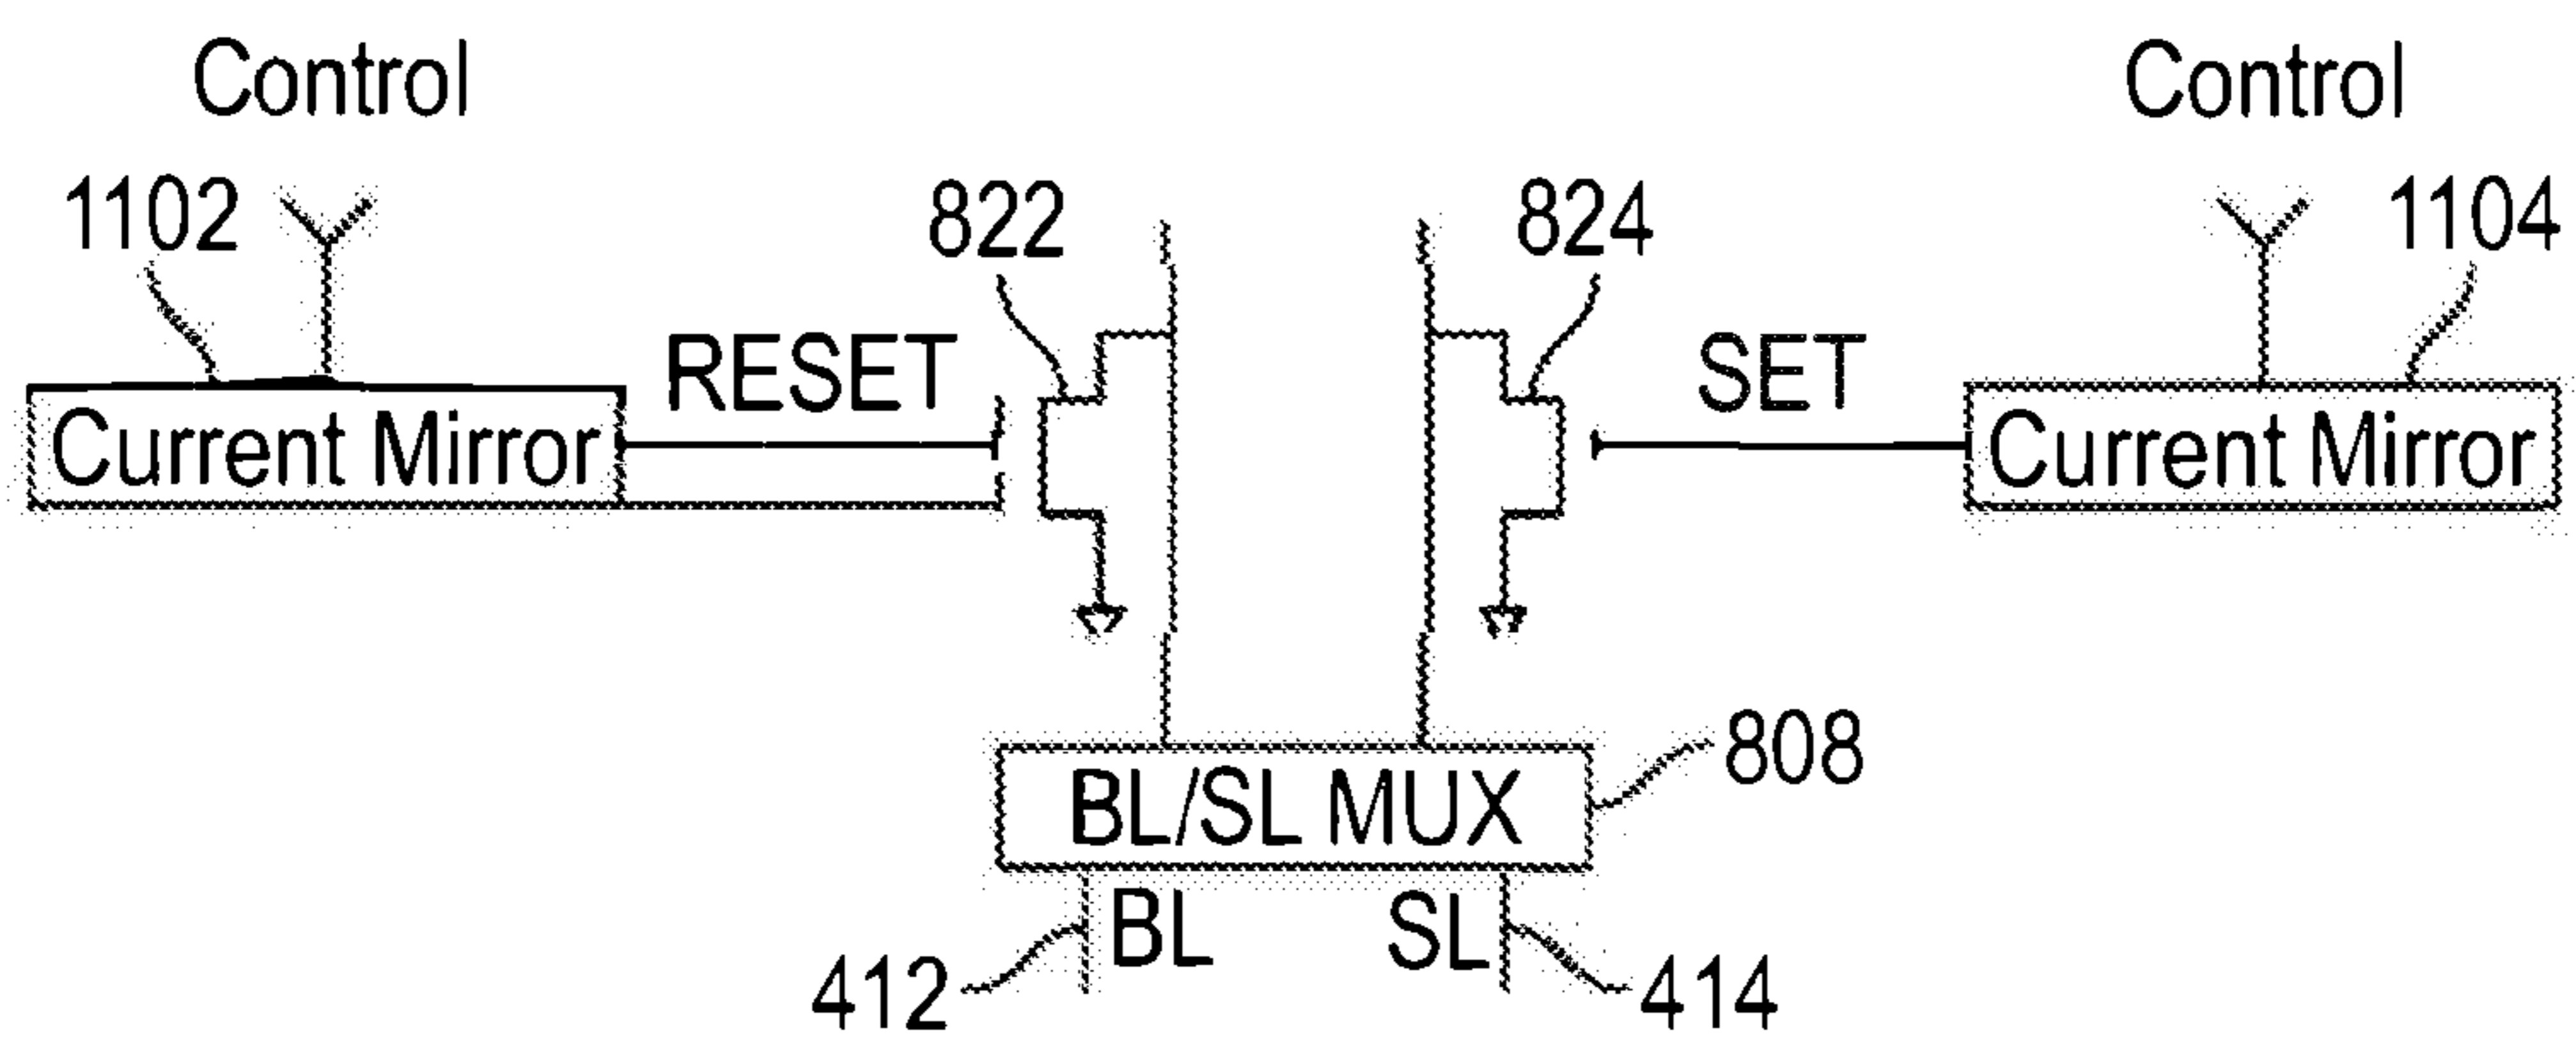 Control Control
1102 822 824 1104
RESET SET
Current Mirror Current Mirror
BL/SL MUX 808
BL SL
412 414